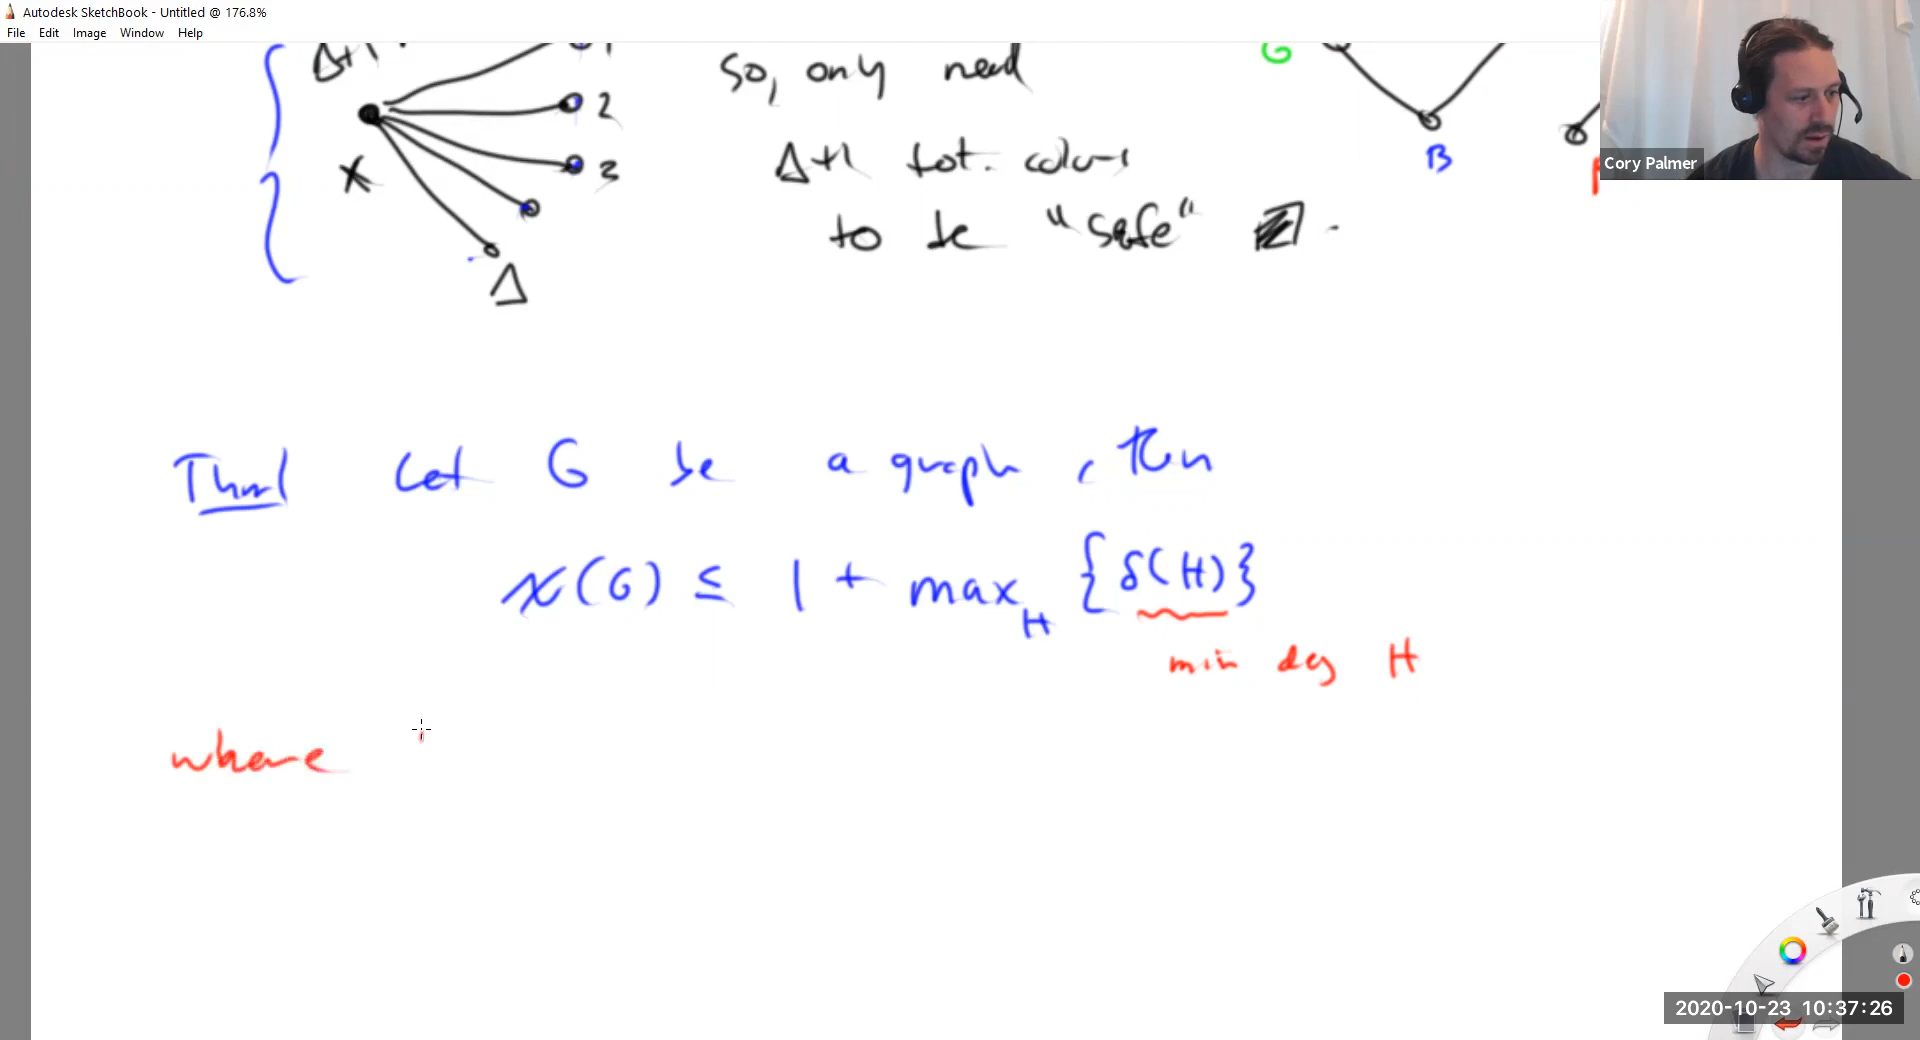 Autodesk SketchBook - Untitled @ 176.8%
File Edit Image Window Help
Δ+1
1
2
3
Δ
x
so, only need
Δ+1 tot. colors
to be "safe"
G
B
Cory Palmer
Thm Let G be a graph, then
χ(G) ≤ 1 + max_H {δ(H)}
min deg H
where
2020-10-23 10:37:26